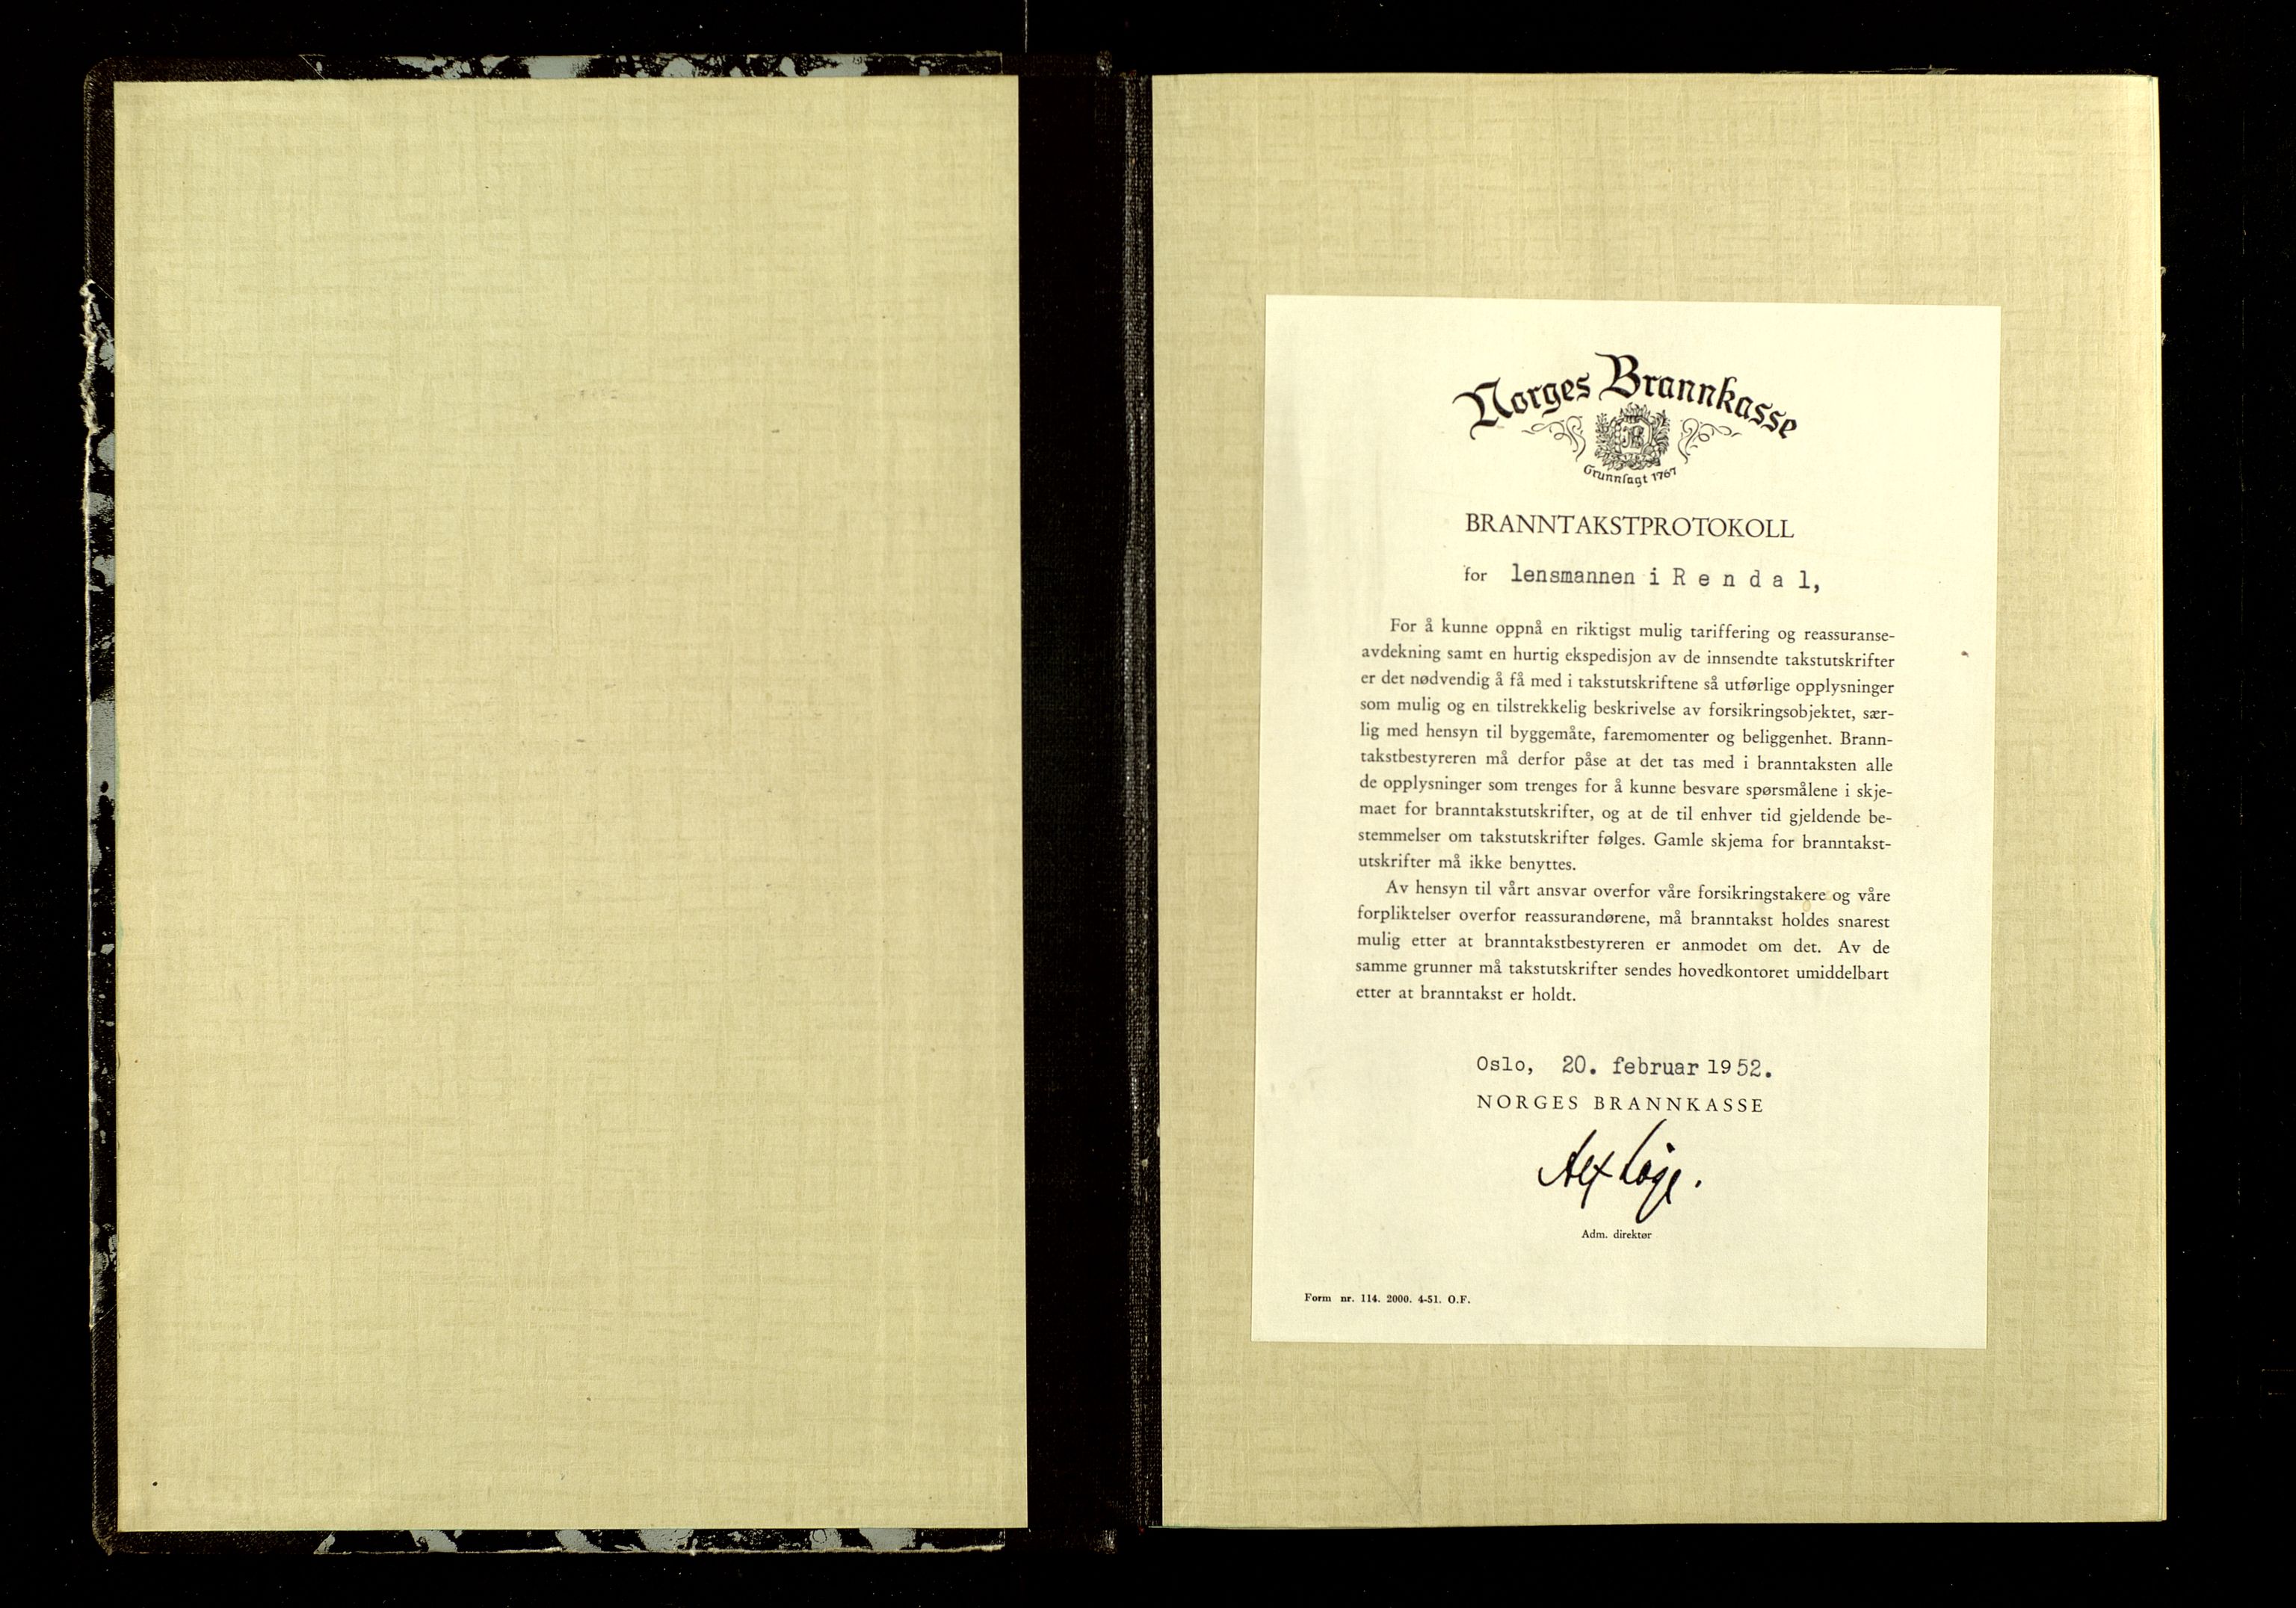 Norges Brannkasse
Grunnlagt 1767
BRANNTAKSTPROTOKOLL
for lensmannen i R e n d a l,
For å kunne oppnå en riktigst mulig tariffering og reassuranse-
avdekning samt en hurtig ekspedisjon av de innsendte takstutskrifter
er det nødvendig å få med i takstutskriftene så utførlige opplysninger
som mulig og en tilstrekkelig beskrivelse av forsikringsobjektet, sær-
lig med hensyn til byggemåte, faremomenter og beliggenhet. Brann-
takstbestyreren må derfor påse at det tas med i branntaksten alle
de opplysninger som trenges for å kunne besvare spørsmålene i skje-
maet for branntakstutskrifter, og at de til enhver tid gjeldende be-
stemmelser om takstutskrifter følges. Gamle skjema for branntakst-
utskrifter må ikke benyttes.
Av hensyn til vårt ansvar overfor våre forsikringstakere og våre
forpliktelser overfor reassurandørene, må branntakst holdes snarest
mulig etter at branntakstbestyreren er anmodet om det. Av de
samme grunner må takstutskrifter sendes hovedkontoret umiddelbart
etter at branntakst er holdt.
Oslo, 20. februar 1952.
NORGES BRANNKASSE
Adm. direktør
Form nr. 114. 2000. 4-51. O.F.